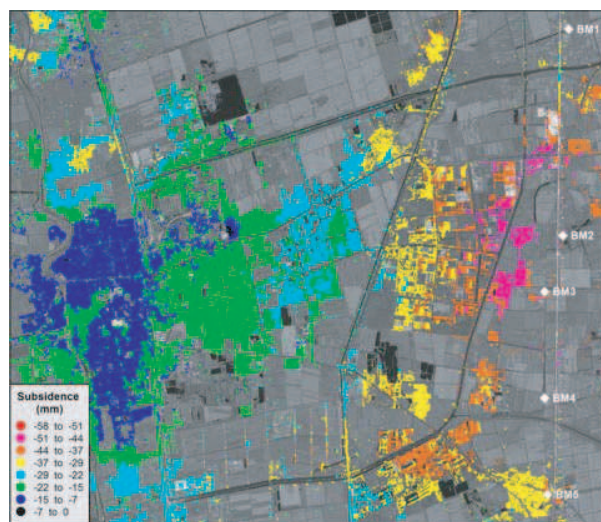 BM1
BM2
BM3
BM4
BM5
Subsidence
(mm)
-58 to -51
-51 to -44
-44 to -37
-37 to -29
-29 to -22
-22 to -15
-15 to -7
-7 to 0